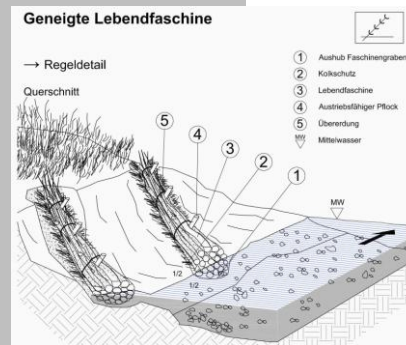 Geneigte Lebendfaschine
→ Regeldetail
Querschnitt
1 Aushub Faschinengraben
2 Kolkschutz
3 Lebendfaschine
4 Austriebsfähiger Pflock
5 Übererdung
MW Mittelwasser
5
4
3
2
1
MW
1/2
1/2